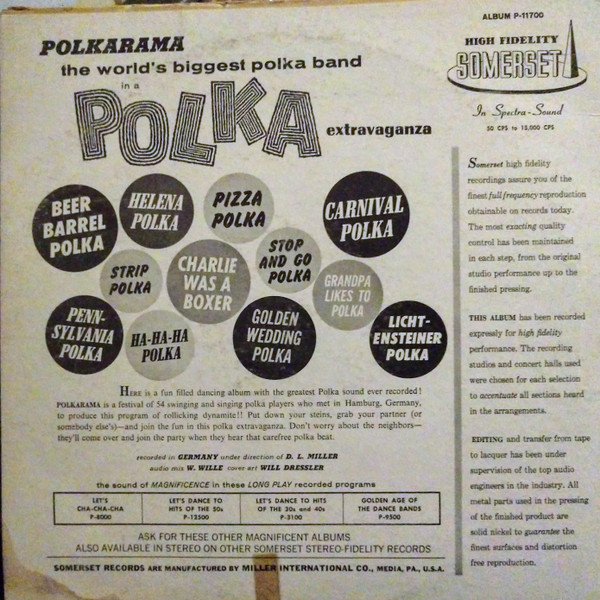 ALBUM P-11700
POLKARAMA
the world's biggest polka band
in a
POLKA
extravaganza
HIGH FIDELITY
SOMERSET
In Spectra-Sound
50 CPS to 15,000 CPS
BEER
BARREL
POLKA
HELENA
POLKA
PIZZA
POLKA
CARNIVAL
POLKA
STRIP
POLKA
CHARLIE
WAS A
BOXER
STOP
AND GO
POLKA
GRANDPA
LIKES TO
POLKA
PENN-
SYLVANIA
POLKA
HA-HA-HA
POLKA
GOLDEN
WEDDING
POLKA
LICHT-
ENSTEINER
POLKA
HERE is a fun filled dancing album with the greatest Polka sound ever recorded!
POLKARAMA is a festival of 54 swinging and singing polka players who met in Hamburg, Germany,
to produce this program of rollicking dynamite!! Put down your steins, grab your partner (or
somebody else's)—and join the fun in this polka extravaganza. Don't worry about the neighbors—
they'll come over and join the party when they hear that carefree polka beat.
recorded in GERMANY under direction of D. L. MILLER
audio mix W. WILLE cover art WILL DRESSLER
the sound of MAGNIFICENCE in these LONG PLAY recorded programs
LET'S
CHA-CHA-CHA
P-8000
LET'S DANCE TO
HITS OF THE 50s
P-12500
LET'S DANCE TO HITS
OF THE 30s and 40s
P-3100
GOLDEN AGE OF
THE DANCE BANDS
P-9500
ASK FOR THESE OTHER MAGNIFICENT ALBUMS
ALSO AVAILABLE IN STEREO ON OTHER SOMERSET STEREO-FIDELITY RECORDS
SOMERSET RECORDS ARE MANUFACTURED BY MILLER INTERNATIONAL CO., MEDIA, PA., U.S.A.
Somerset high fidelity
recordings assure you of the
finest full frequency reproduction
obtainable on records today.
The most exacting quality
control has been maintained
in each step, from the original
studio performance up to the
finished pressing.
THIS ALBUM has been recorded
expressly for high fidelity
performance. The recording
studios and concert halls used
were chosen for each selection
to accentuate all sections heard
in the arrangements.
EDITING and transfer from tape
to lacquer has been under
supervision of the top audio
engineers in the industry. All
metal parts used in the pressing
of the finished product are
solid nickel to guarantee the
finest surfaces and distortion
free reproduction.